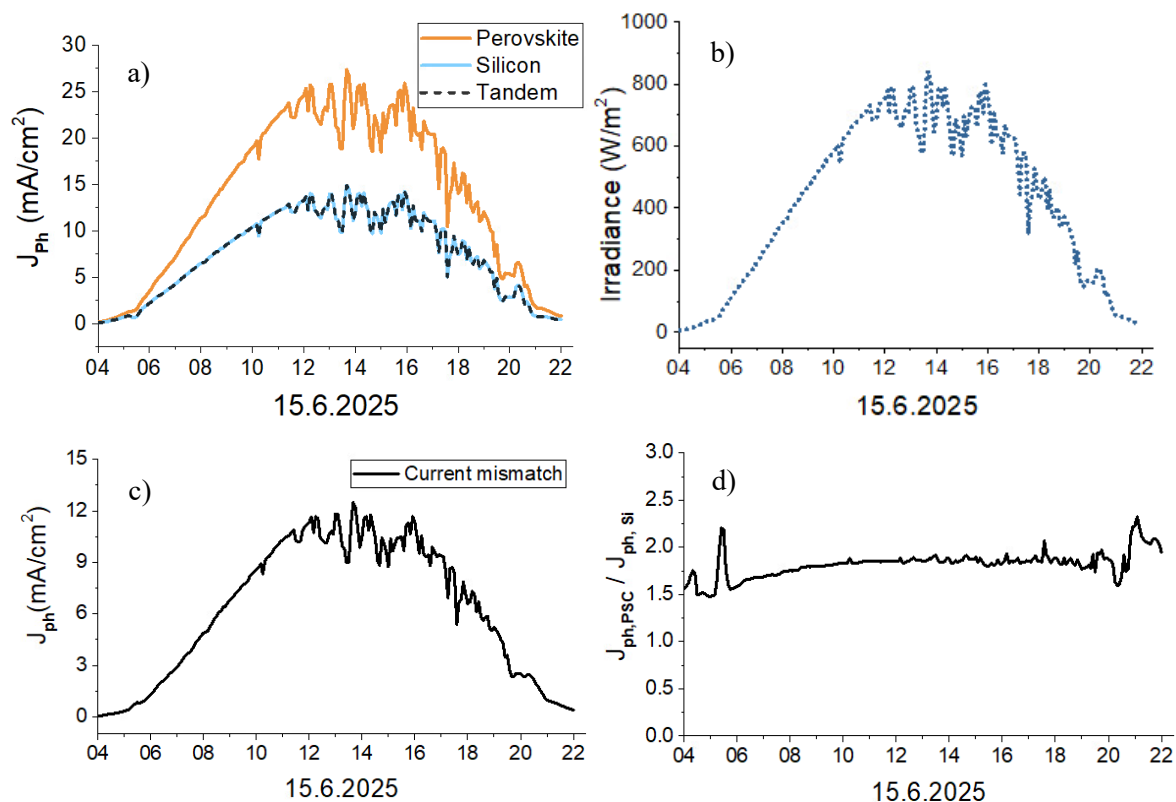 a)
Perovskite
Silicon
Tandem
J_Ph (mA/cm²)
30
25
20
15
10
5
0
04 06 08 10 12 14 16 18 20 22
15.6.2025
b)
Irradiance (W/m²)
1000
800
600
400
200
0
04 06 08 10 12 14 16 18 20 22
15.6.2025
c)
Current mismatch
J_ph(mA/cm²)
15
12
9
6
3
0
04 06 08 10 12 14 16 18 20 22
15.6.2025
d)
J_ph,PSC / J_ph, Si
3.0
2.5
2.0
1.5
1.0
0.5
0.0
04 06 08 10 12 14 16 18 20 22
15.6.2025